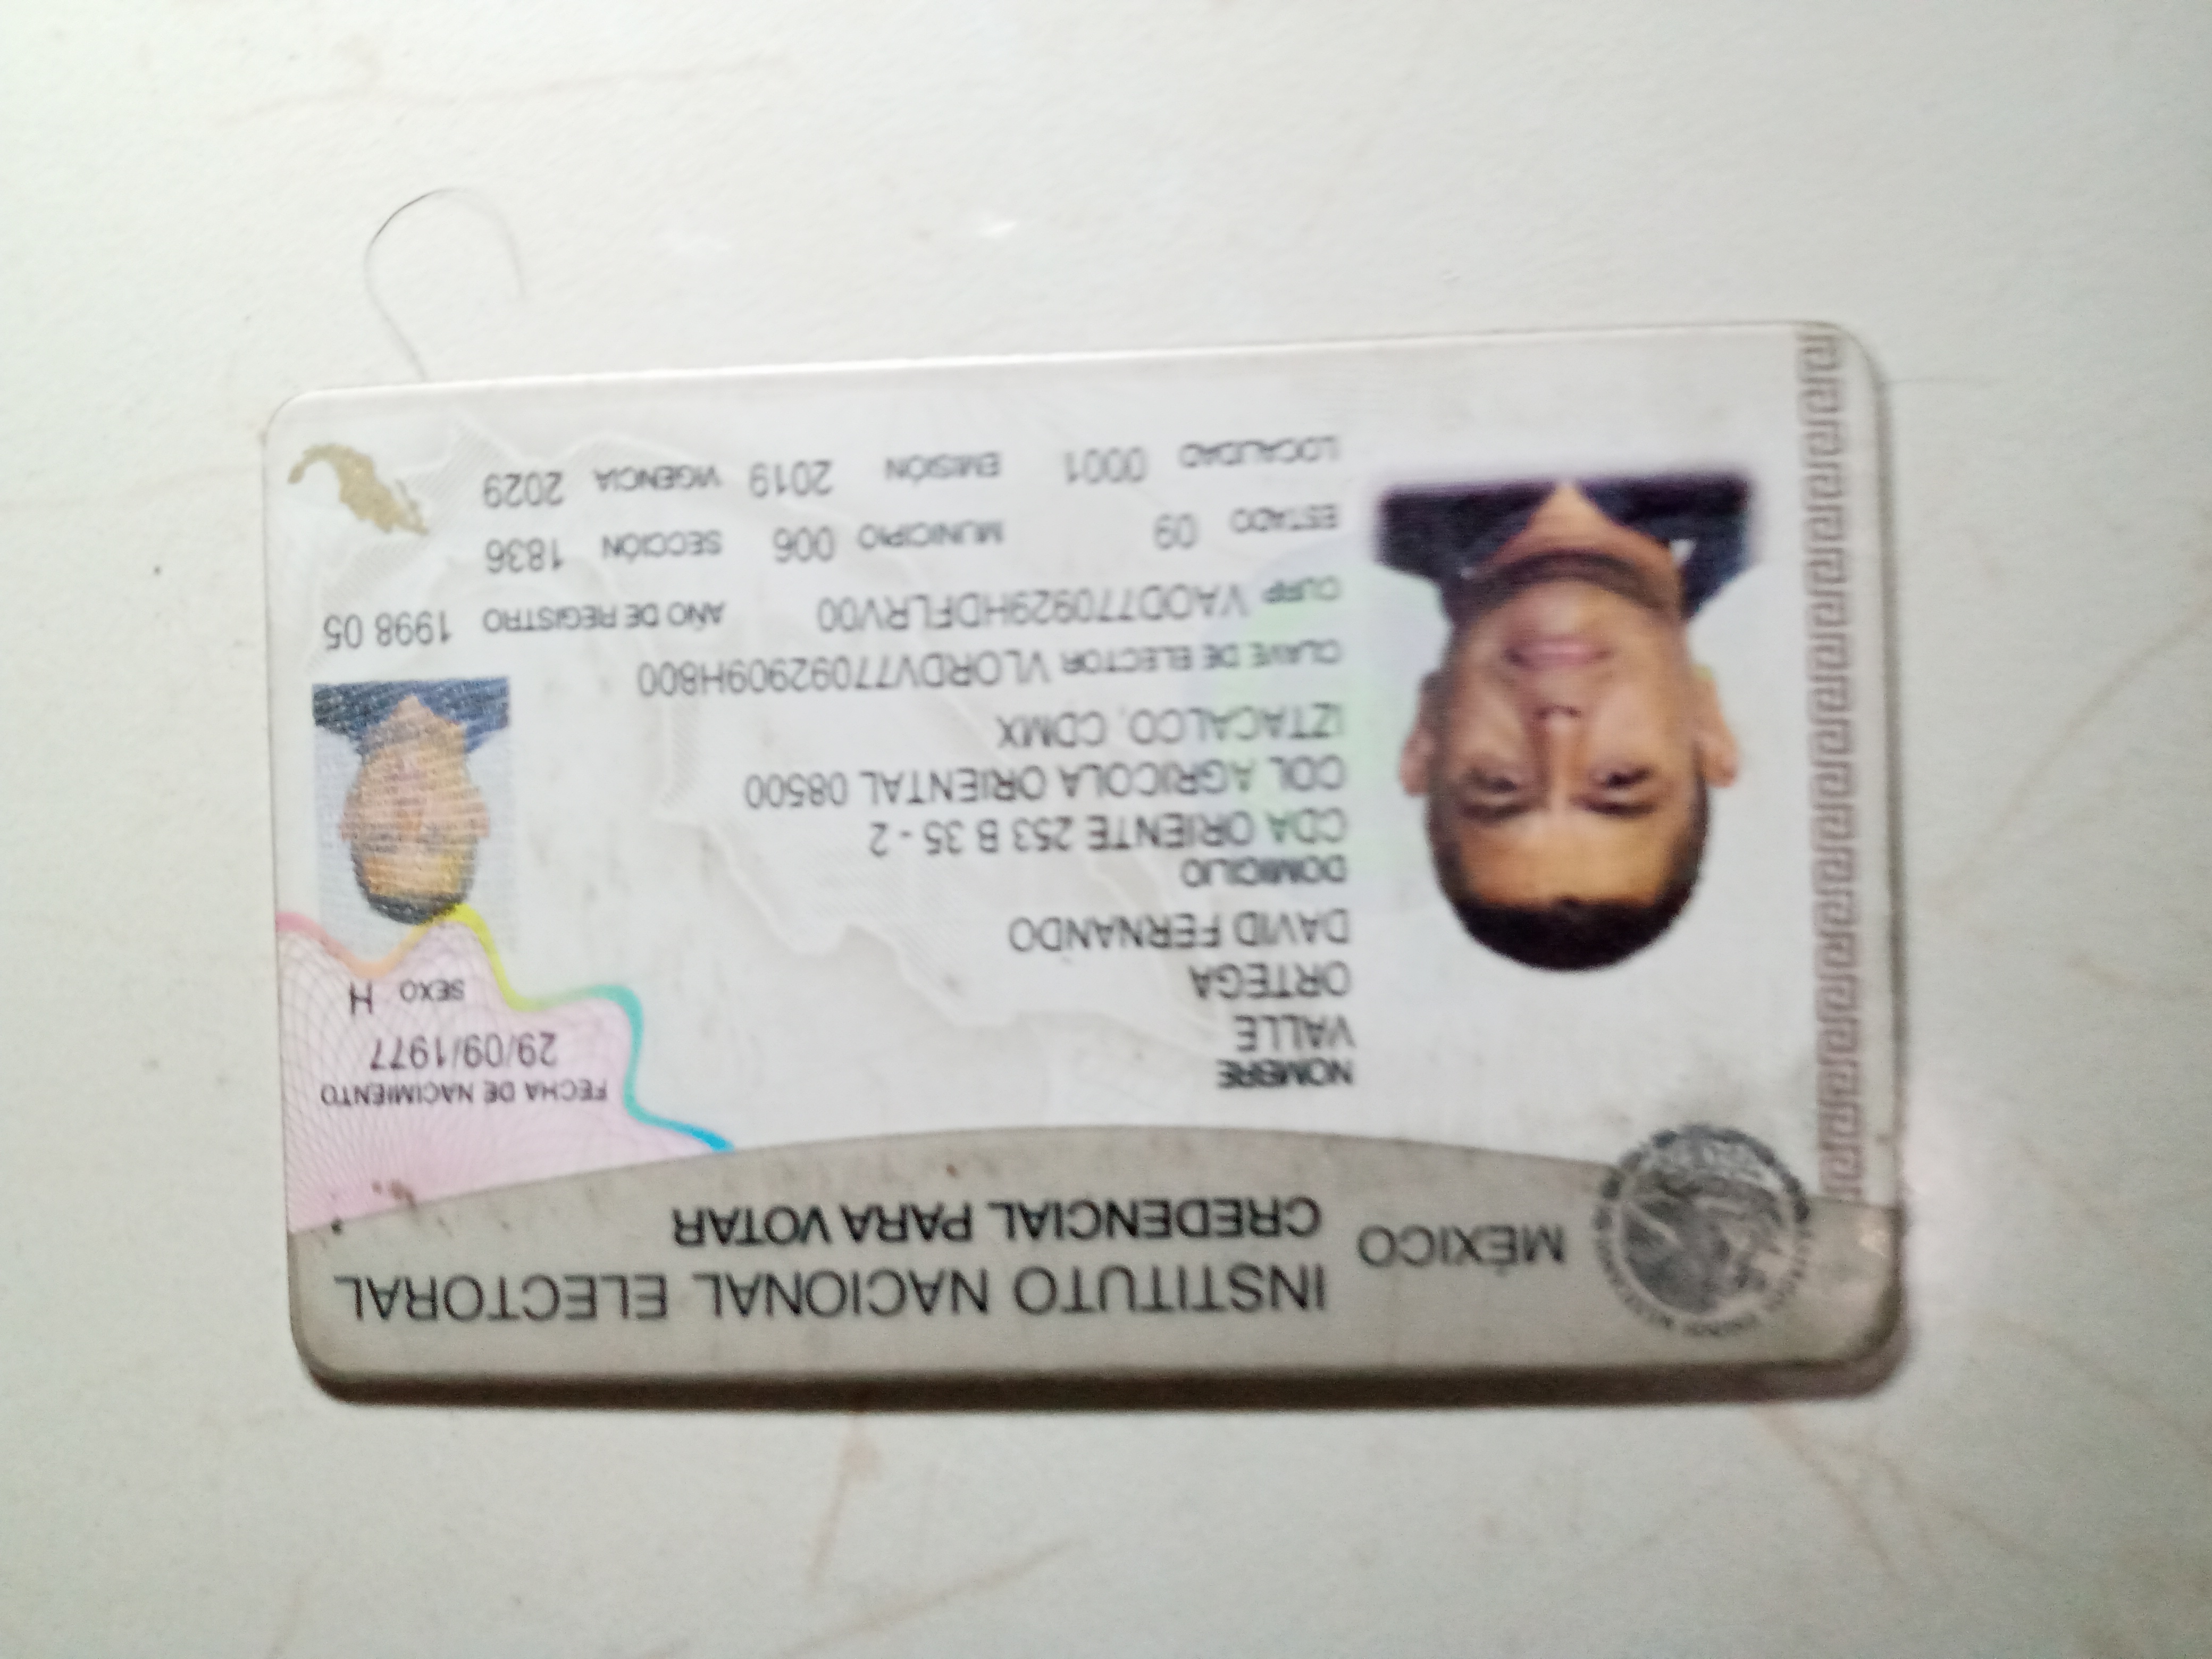 MÉXICO
INSTITUTO NACIONAL ELECTORAL
CREDENCIAL PARA VOTAR
NOMBRE
VALLE
ORTEGA
DAVID FERNANDO
FECHA DE NACIMIENTO
29/09/1977
SEXO H
DOMICILIO
CDA ORIENTE 253 B 35 - 2
COL AGRICOLA ORIENTAL 08500
IZTACALCO, CDMX
CLAVE DE ELECTOR VLORDV77092909H800
CURP VAOD770929HDFLRV00 AÑO DE REGISTRO 1998 05
ESTADO 09 MUNICIPIO 006 SECCIÓN 1836
LOCALIDAD 0001 EMISIÓN 2019 VIGENCIA 2029